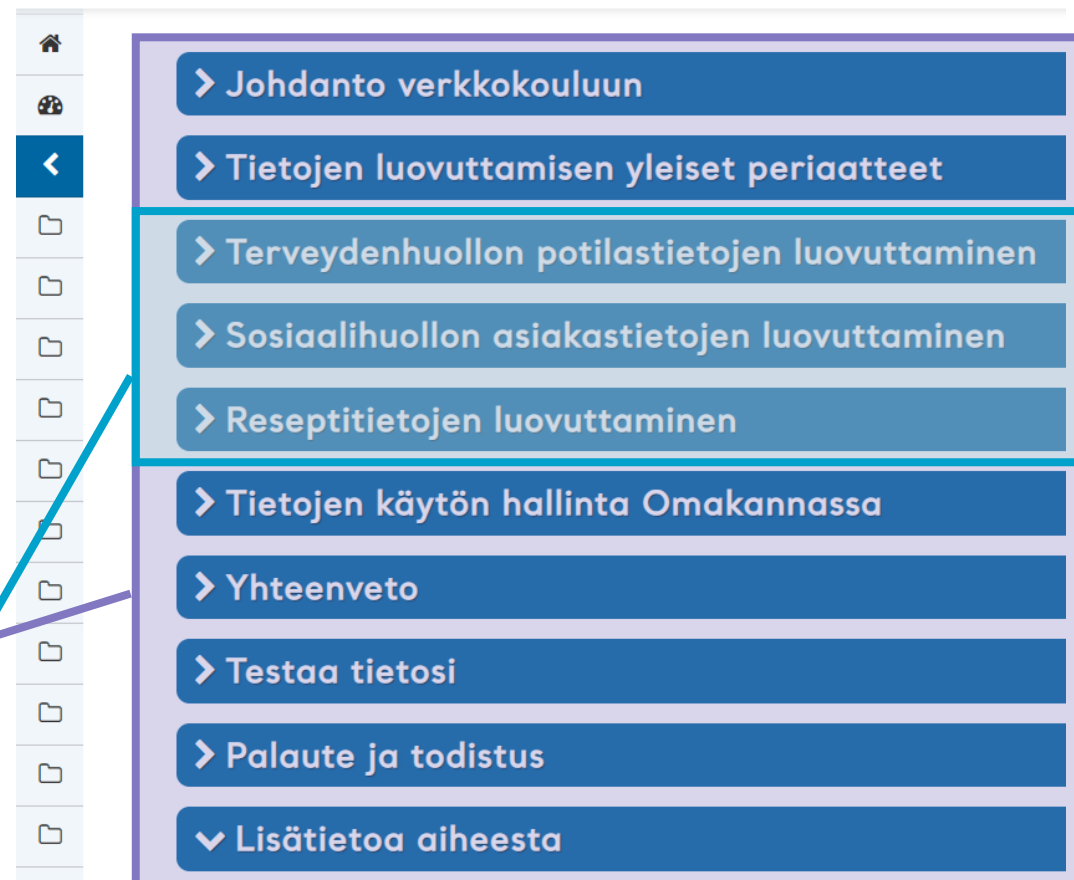 Johdanto verkkokouluun
Tietojen luovuttamisen yleiset periaatteet
Terveydenhuollon potilastietojen luovuttaminen
Sosiaalihuollon asiakastietojen luovuttaminen
Reseptitietojen luovuttaminen
Tietojen käytön hallinta Omakannassa
Yhteenveto
Testaa tietosi
Palaute ja todistus
Lisätietoa aiheesta